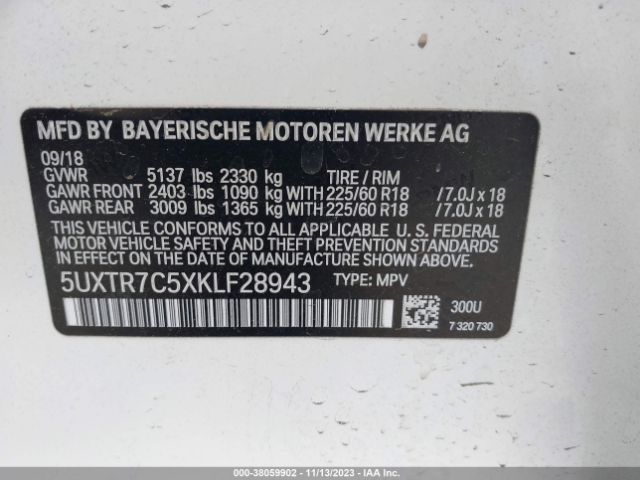 MFD BY BAYERISCHE MOTOREN WERKE AG
09/18
GVWR 5137 lbs 2330 kg TIRE / RIM
GAWR FRONT 2403 lbs 1090 kg WITH 225/60 R18 /7.0J x 18
GAWR REAR 3009 lbs 1365 kg WITH 225/60 R18 /7.0J x 18
THIS VEHICLE CONFORMS TO ALL APPLICABLE U. S. FEDERAL
MOTOR VEHICLE SAFETY AND THEFT PREVENTION STANDARDS
IN EFFECT ON THE DATE OF MANUFACTURE SHOWN ABOVE.
5UXTR7C5XKLF28943 TYPE: MPV
300U
7 320 730
000-38059902 - 11/13/2023 - COPYRIGHT IAA